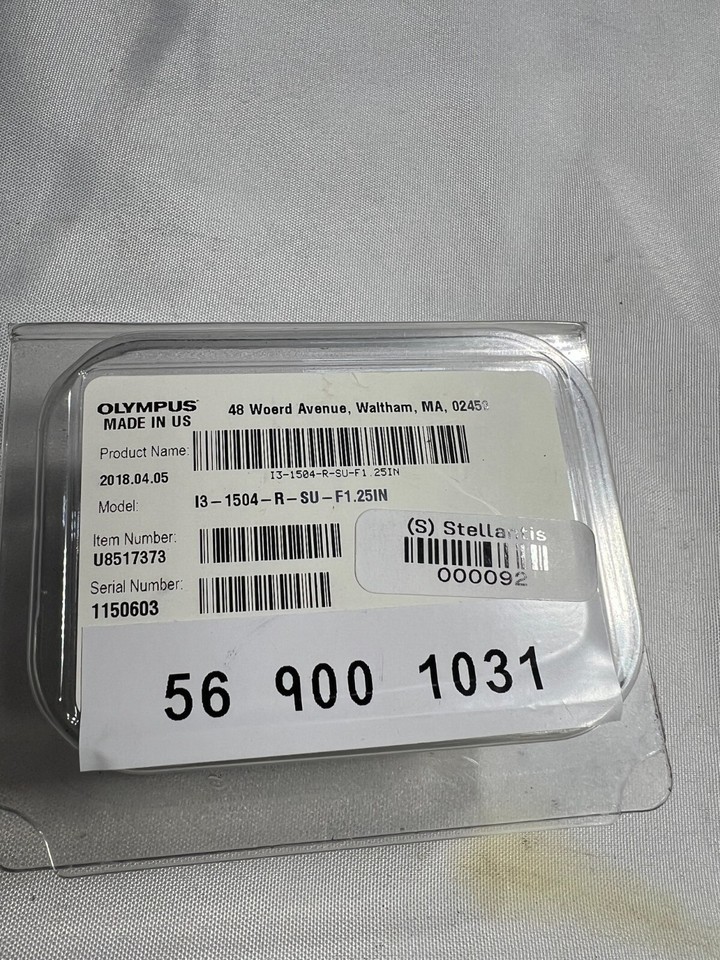 OLYMPUS
MADE IN US
48 Woerd Avenue, Waltham, MA, 02453
Product Name:
I3-1504-R-SU-F1.25IN
2018.04.05
Model:
I3-1504-R-SU-F1.25IN
Item Number:
U8517373
Serial Number:
1150603
(S) Stellantis
000092
56 900 1031